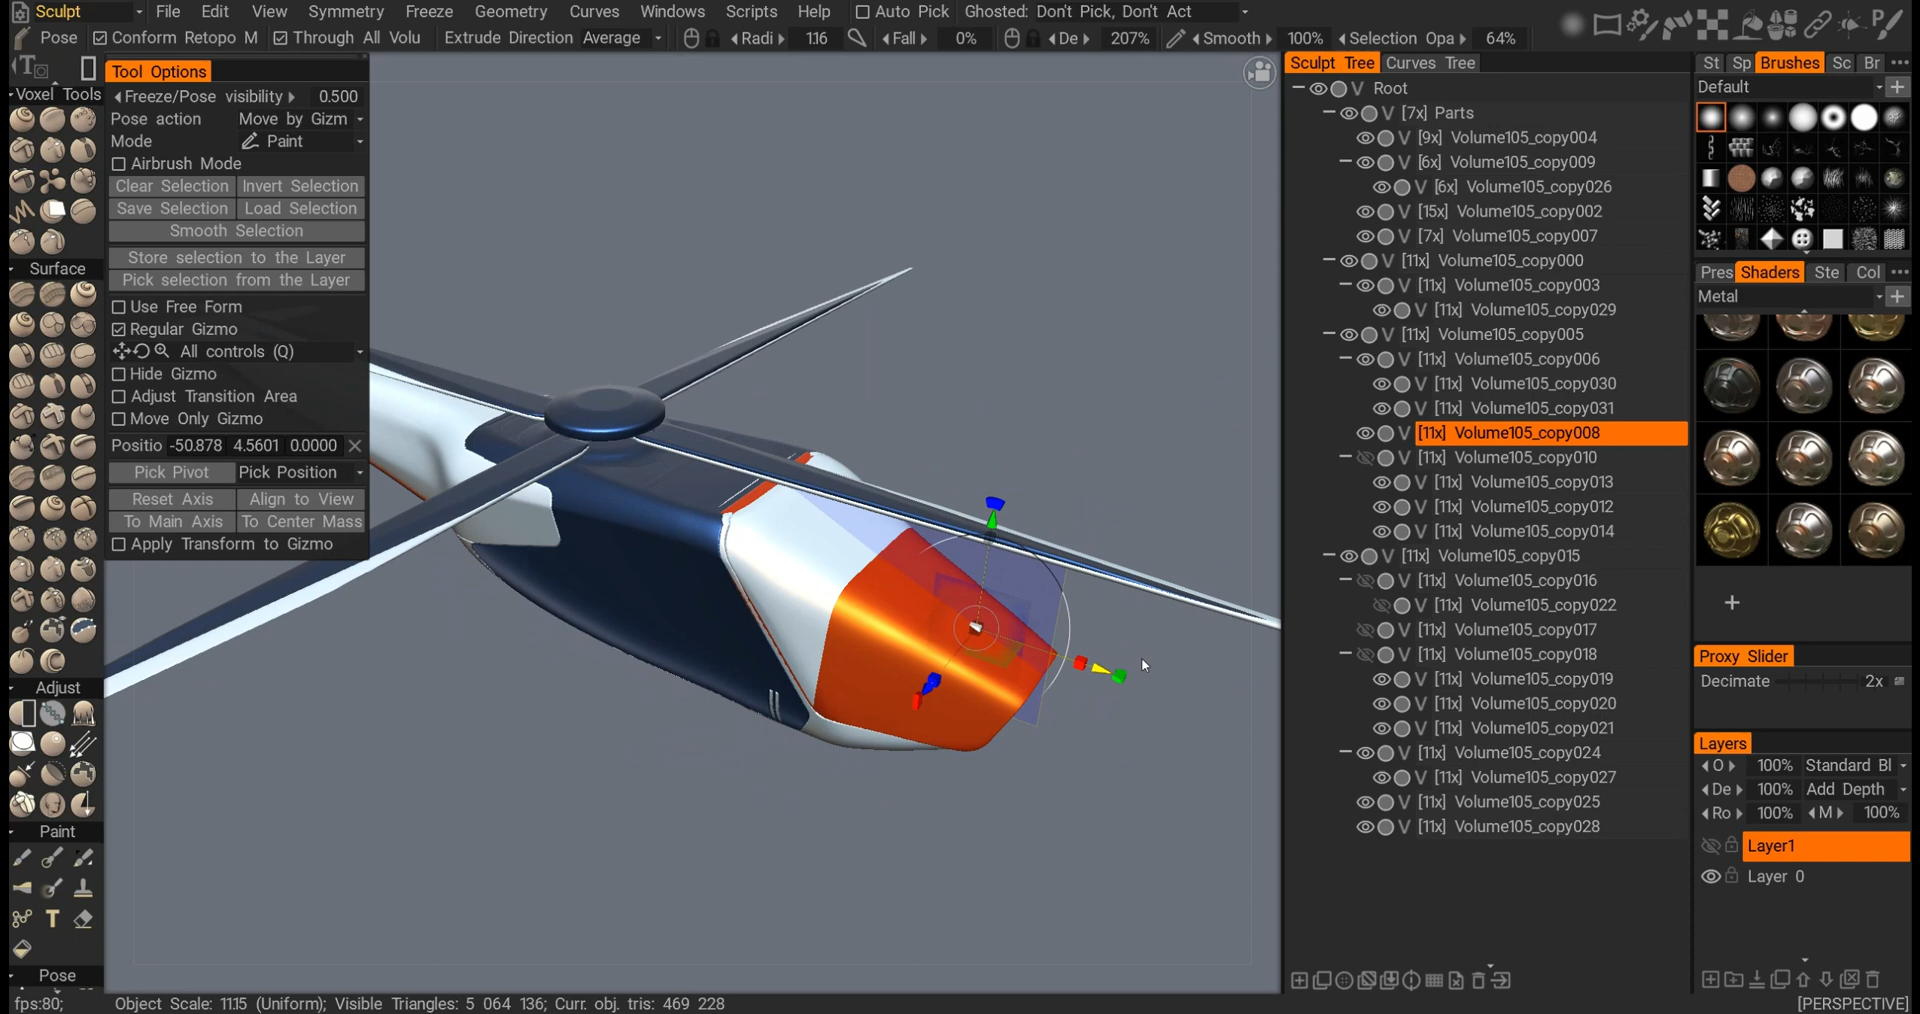 Sculpt File Edit View Symmetry Freeze Geometry Curves Windows Scripts Help Auto Pick Ghosted: Don't Pick, Don't Act
Pose Conform Retopo M Through All Volu Extrude Direction Average Radi 116 Fall 0% De 207% Smooth 100% Selection Opa 64%
Voxel Tools
Surface
Adjust
Paint
T
Pose
Tool Options
Freeze/Pose visibility 0.500
Pose action Move by Gizm
Mode Paint
Airbrush Mode
Clear Selection Invert Selection
Save Selection Load Selection
Smooth Selection
Store selection to the Layer
Pick selection from the Layer
Use Free Form
Regular Gizmo
All controls (Q)
Hide Gizmo
Adjust Transition Area
Move Only Gizmo
Positio -50.878 4.5601 0.0000
Pick Pivot Pick Position
Reset Axis Align to View
To Main Axis To Center Mass
Apply Transform to Gizmo
Sculpt Tree Curves Tree
V Root
V [7x] Parts
V [9x] Volume105_copy004
V [6x] Volume105_copy009
V [6x] Volume105_copy026
V [15x] Volume105_copy002
V [7x] Volume105_copy007
V [11x] Volume105_copy000
V [11x] Volume105_copy003
V [11x] Volume105_copy029
V [11x] Volume105_copy005
V [11x] Volume105_copy006
V [11x] Volume105_copy030
V [11x] Volume105_copy031
V [11x] Volume105_copy008
V [11x] Volume105_copy010
V [11x] Volume105_copy013
V [11x] Volume105_copy012
V [11x] Volume105_copy014
V [11x] Volume105_copy015
V [11x] Volume105_copy016
V [11x] Volume105_copy022
V [11x] Volume105_copy017
V [11x] Volume105_copy018
V [11x] Volume105_copy019
V [11x] Volume105_copy020
V [11x] Volume105_copy021
V [11x] Volume105_copy024
V [11x] Volume105_copy027
V [11x] Volume105_copy025
V [11x] Volume105_copy028
St Sp Brushes Sc Br
Default
Pres Shaders Ste Col
Metal
Proxy Slider
Decimate 2x
Layers
O 100% Standard Bl
De 100% Add Depth
Ro 100% M 100%
Layer1
Layer 0
fps:80; Object Scale: 11.15 (Uniform); Visible Triangles: 5 064 136; Curr. obj. tris: 469 228 [PERSPECTIVE]